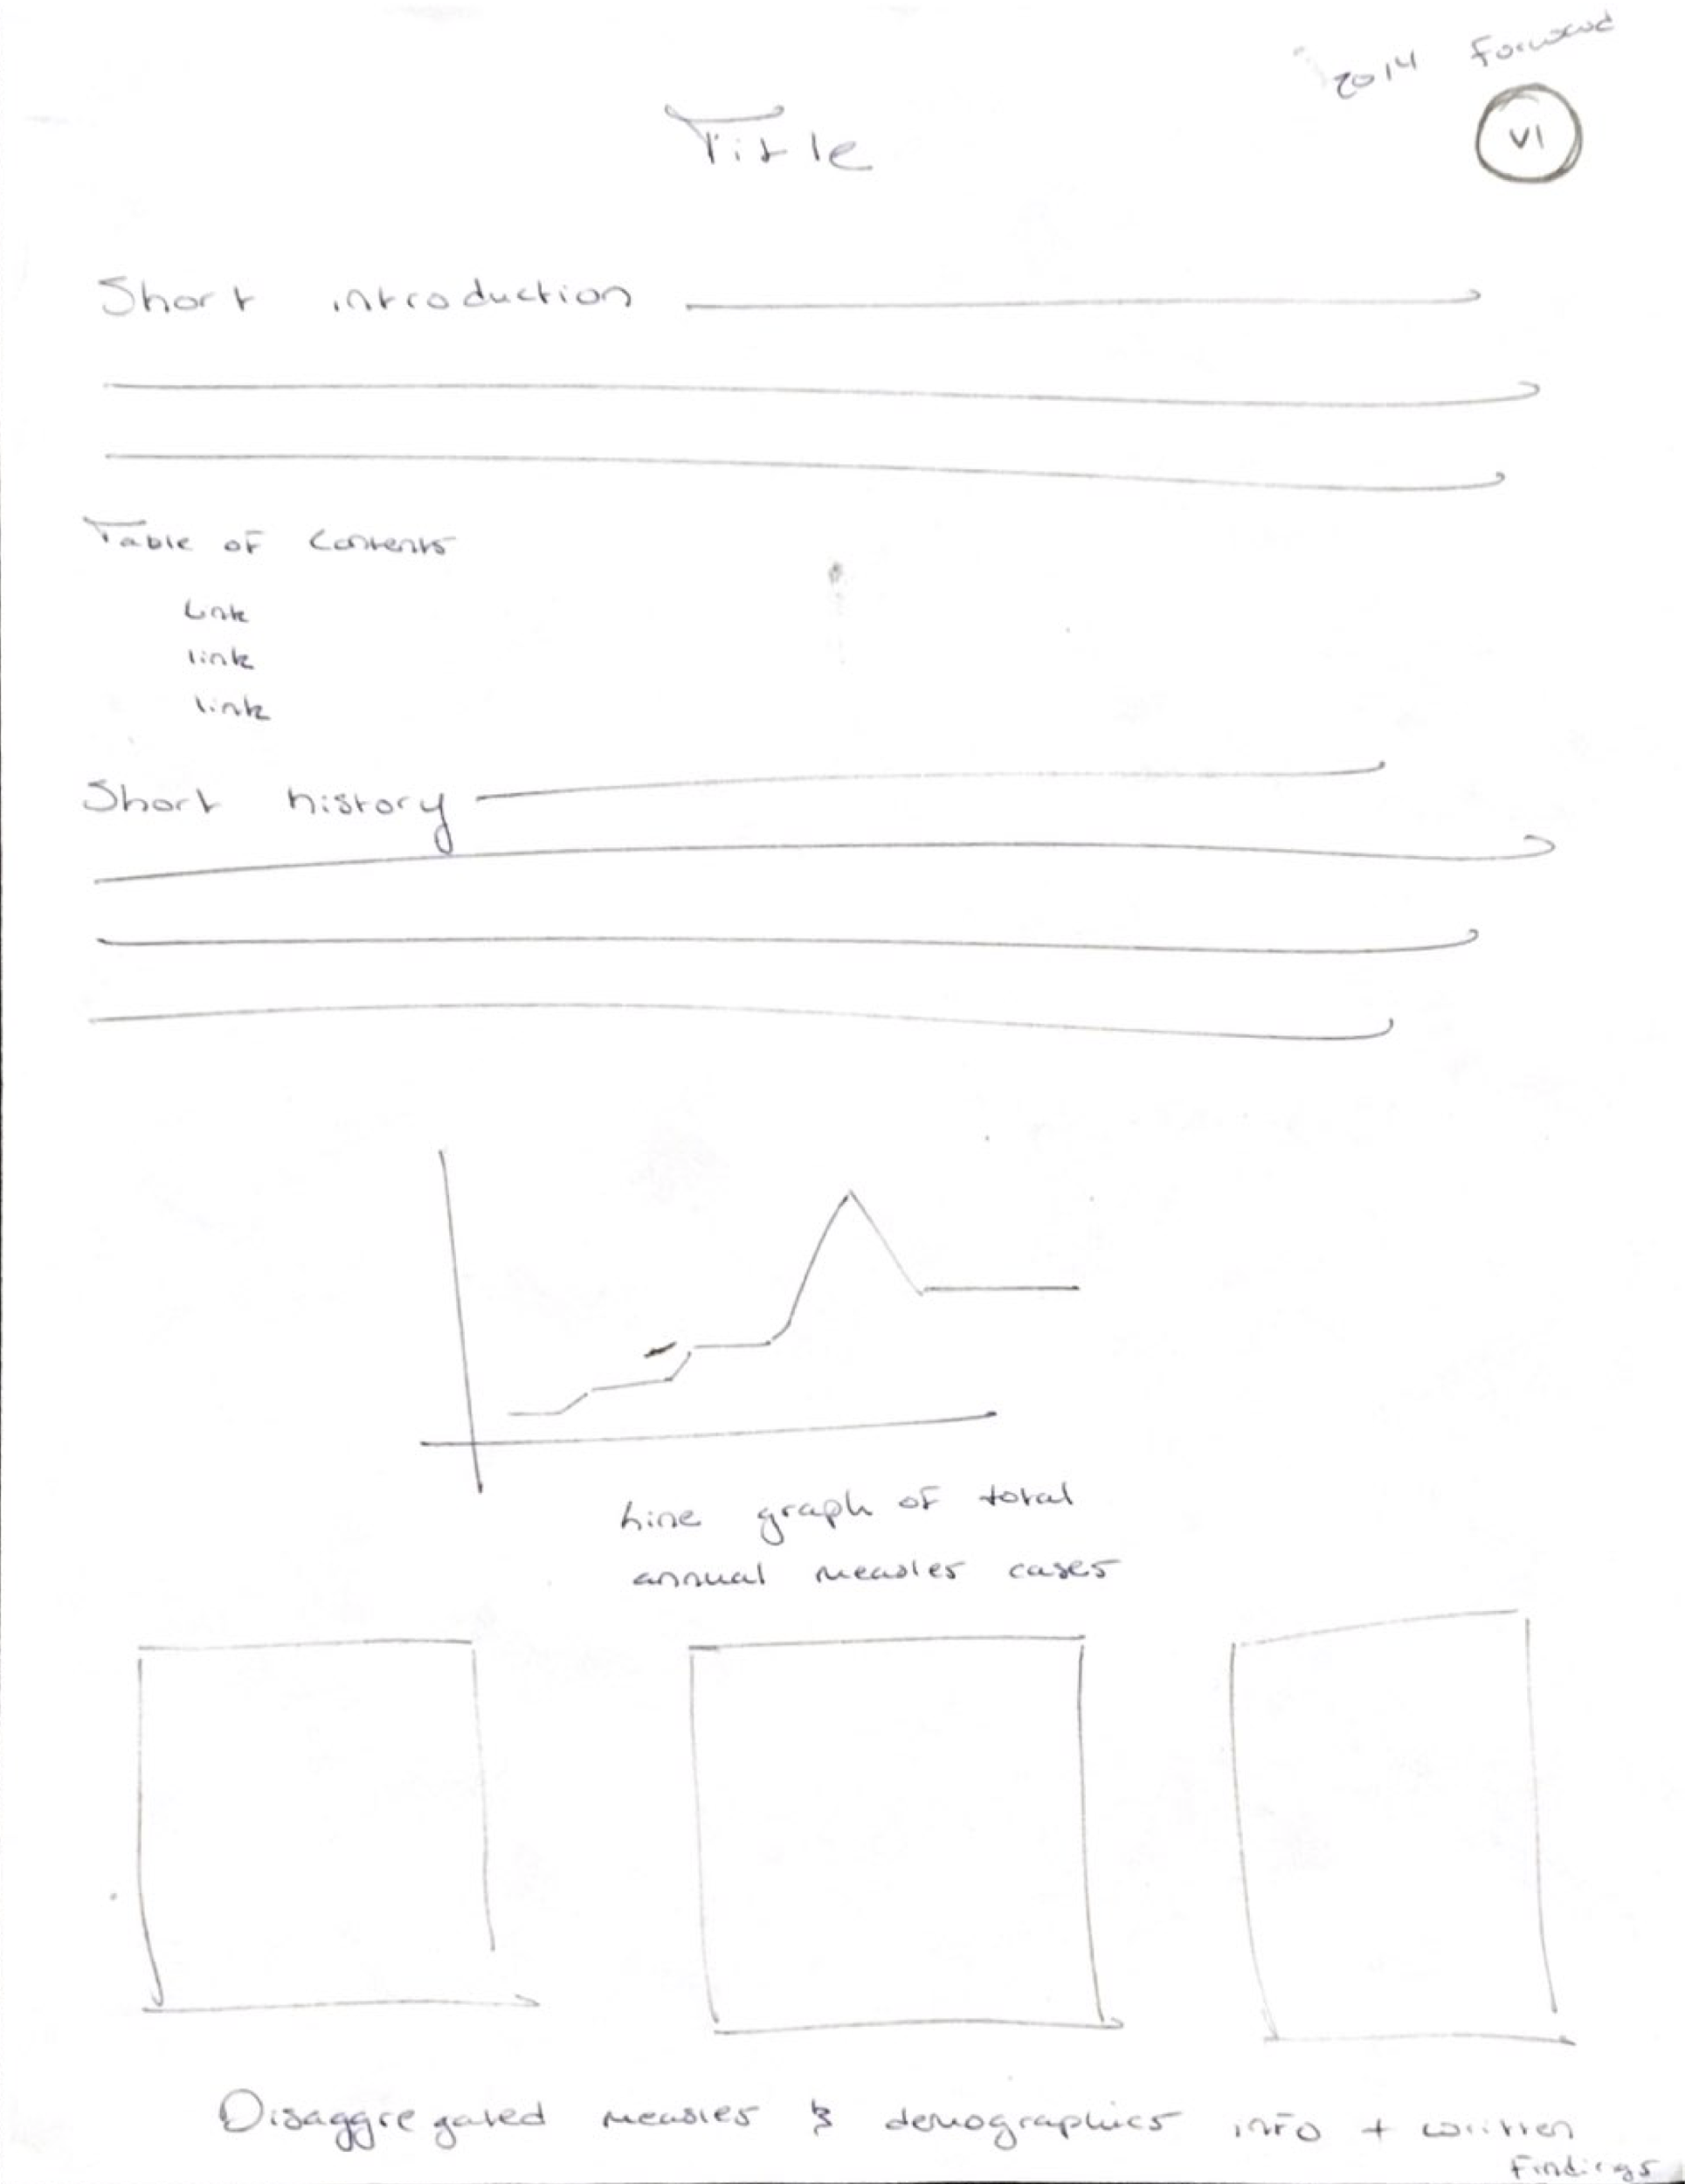 2014 Forward
V1
Title
Short introduction
Table of Contents
Link
link
link
Short history
Line graph of total
annual measles cases
Disaggregated measles & demographics info + written
Findings